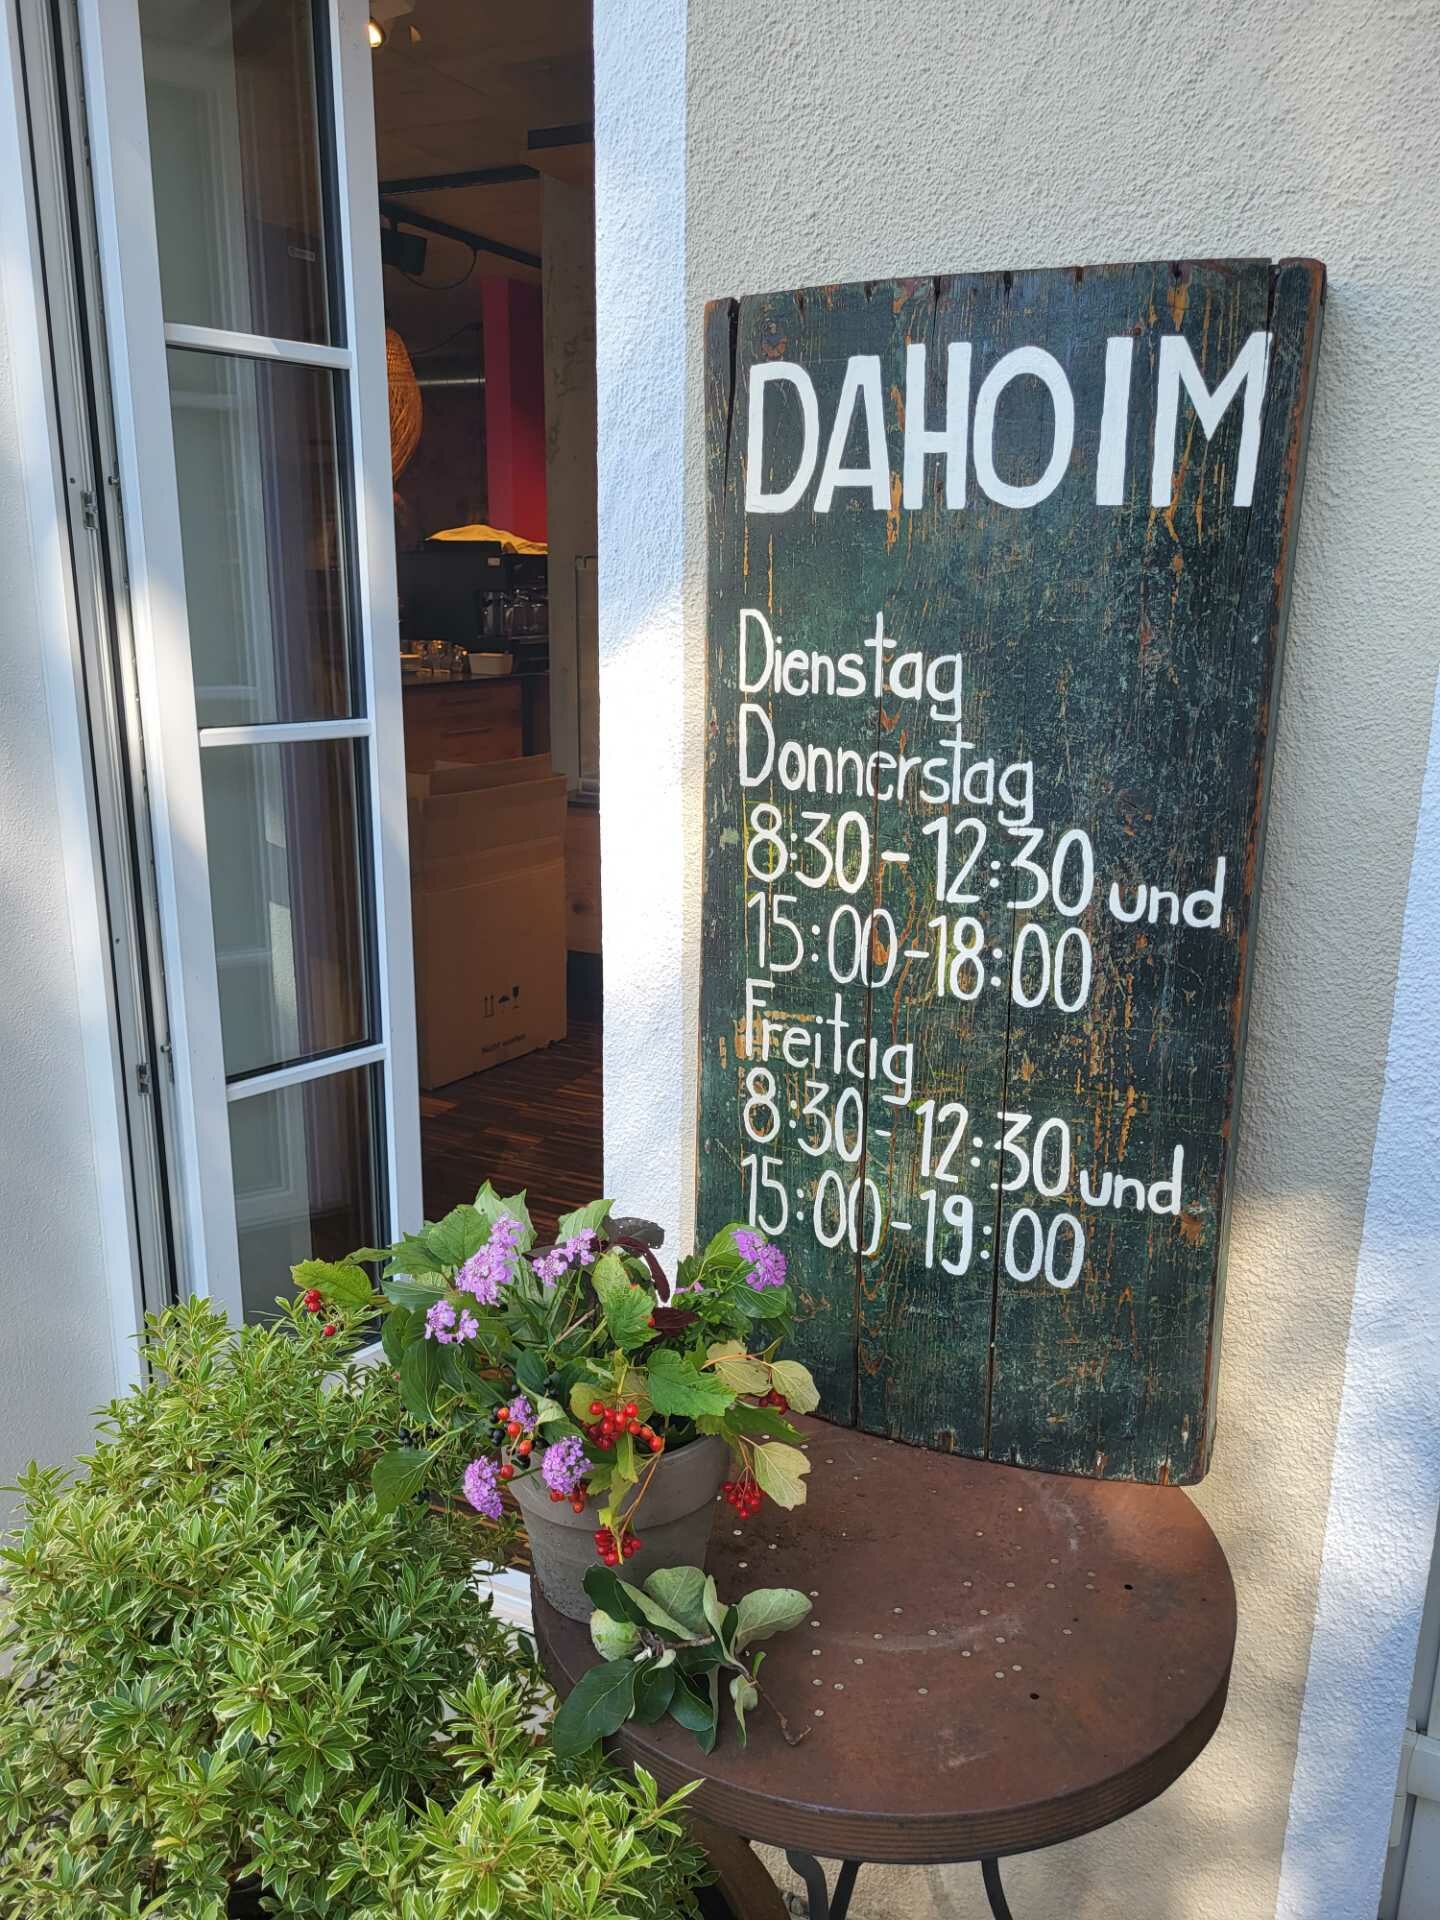 DAHOIM
Dienstag
Donnerstag
8:30 - 12:30 und
15:00 - 18:00
Freitag
8:30 - 12:30 und
15:00 - 19:00